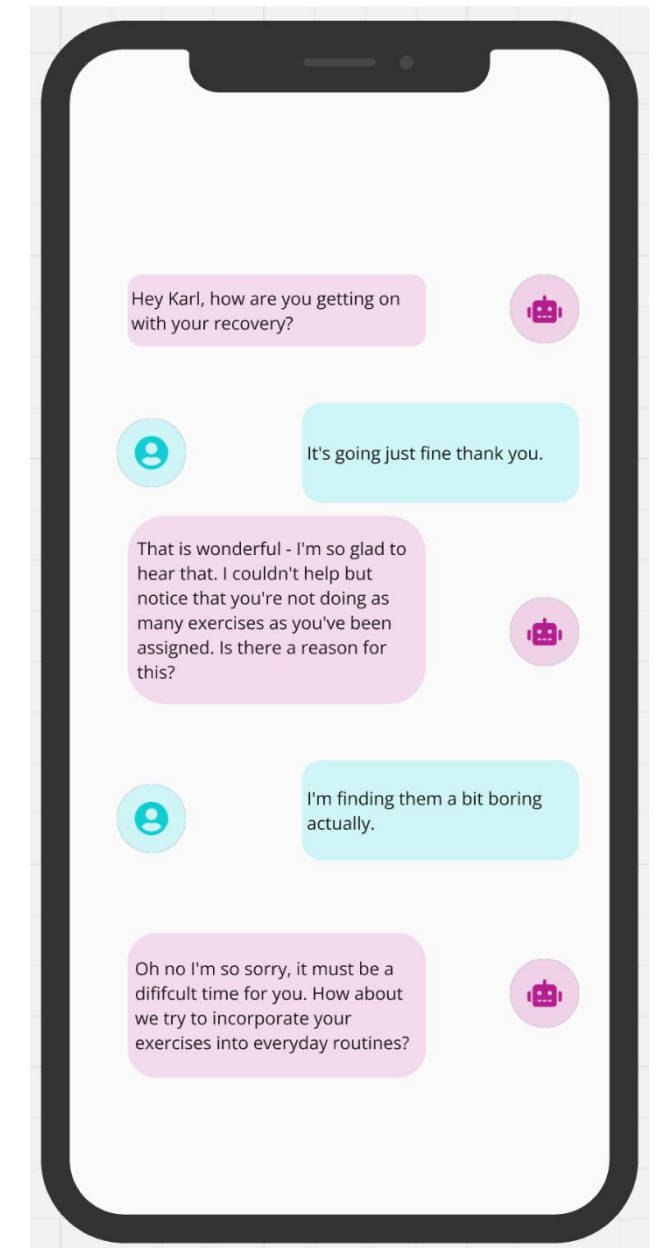 Hey Karl, how are you getting on
with your recovery?
It's going just fine thank you.
That is wonderful - I'm so glad to
hear that. I couldn't help but
notice that you're not doing as
many exercises as you've been
assigned. Is there a reason for
this?
I'm finding them a bit boring
actually.
Oh no I'm so sorry, it must be a
dififcult time for you. How about
we try to incorporate your
exercises into everyday routines?